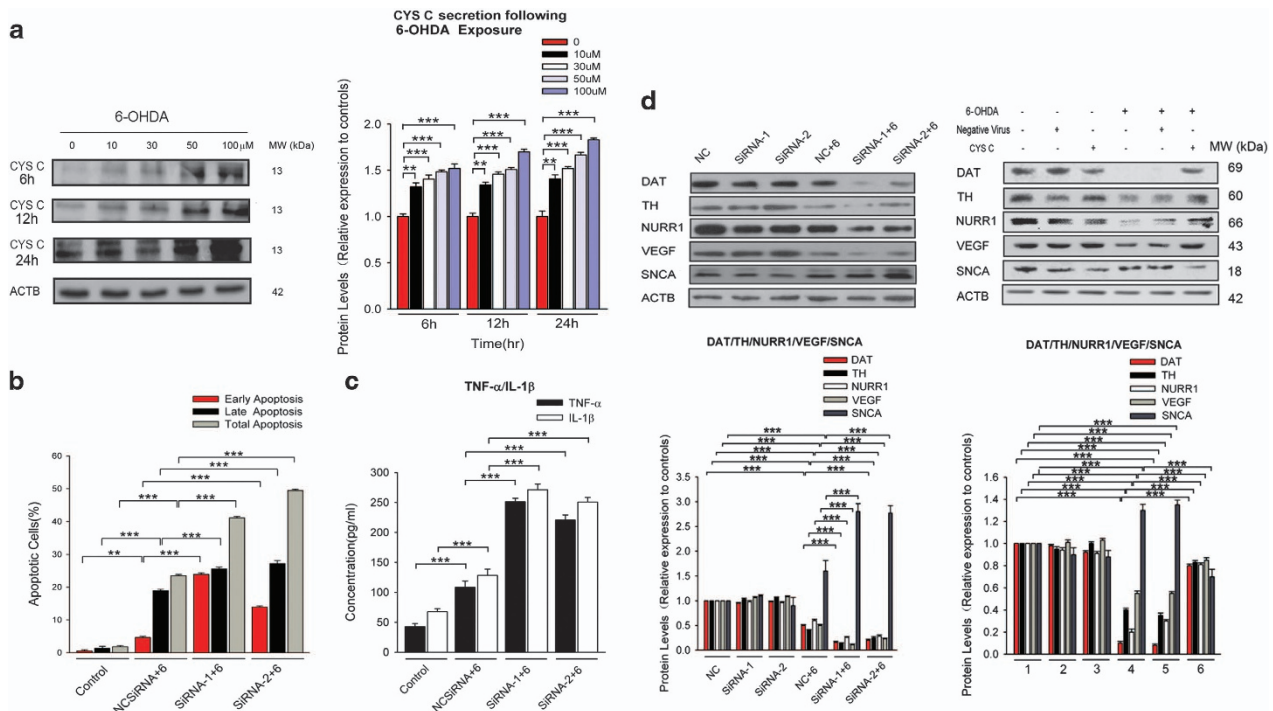 a
CYS C secretion following
6-OHDA Exposure
0
10uM
30uM
50uM
100uM
6-OHDA
0 10 30 50 100μM MW (kDa)
CYS C
6h
13
CYS C
12h
13
CYS C
24h
13
ACTB
42
Protein Levels (Relative expression to controls)
2.0
1.5
1.0
0.5
0.0
*** *** ***
*** *** ***
*** *** ***
** ** **
6h 12h 24h
Time(hr)
b
Early Apoptosis
Late Apoptosis
Total Apoptosis
Apoptotic Cells(%)
60
50
40
30
20
10
0
***
***
***
*** ***
***
** ***
Control NCSiRNA+6 SiRNA-1+6 SiRNA-2+6
c
TNF-α/IL-1β
TNF-α
IL-1β
Concentration(pg/ml)
300
250
200
150
100
50
0
***
***
***
***
***
***
Control NCSiRNA+6 SiRNA-1+6 SiRNA-2+6
d
NC SiRNA-1 SiRNA-2 NC+6 SiRNA-1+6 SiRNA-2+6
DAT
TH
NURR1
VEGF
SNCA
ACTB
6-OHDA - - - + + +
Negative Virus - + - - + -
CYS C - - + - - +
MW (kDa)
DAT 69
TH 60
NURR1 66
VEGF 43
SNCA 18
ACTB 42
DAT/TH/NURR1/VEGF/SNCA
DAT
TH
NURR1
VEGF
SNCA
Protein Levels (Relative expression to controls)
3.5
3.0
2.5
2.0
1.5
1.0
0.5
0.0
*** ***
*** ***
*** ***
*** ***
*** ***
***
***
***
***
***
NC SiRNA-1 SiRNA-2 NC+6 SiRNA-1+6 SiRNA-2+6
DAT/TH/NURR1/VEGF/SNCA
DAT
TH
NURR1
VEGF
SNCA
Protein Levels (Relative expression to controls)
1.6
1.4
1.2
1.0
0.8
0.6
0.4
0.2
0.0
***
***
***
***
***
*** ***
*** ***
*** ***
*** ***
*** ***
1 2 3 4 5 6